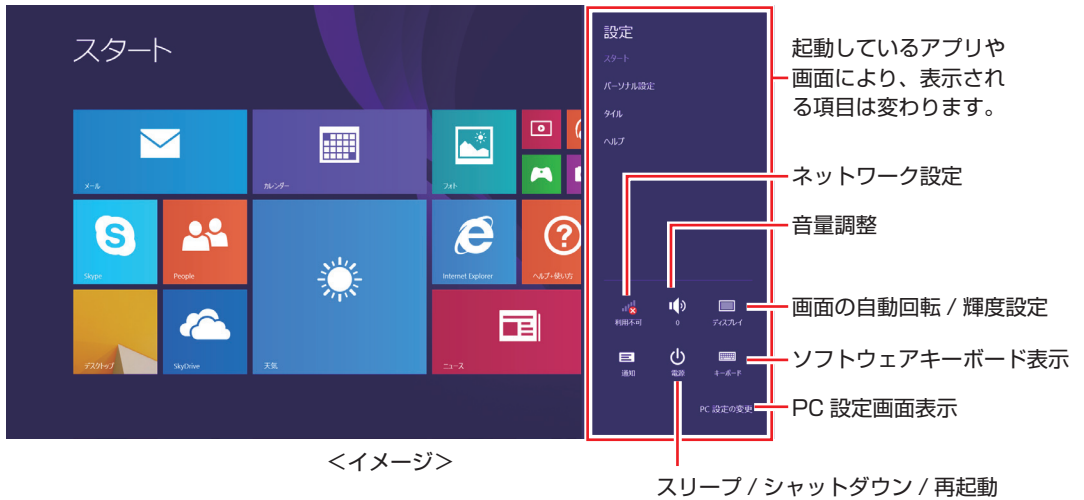 スタート
メール
カレンダー
フォト
Skype
People
Internet Explorer
ヘルプ+使い方
デスクトップ
SkyDrive
天気
ニュース
設定
スタート
パーソナル設定
タイル
ヘルプ
利用不可
0
ディスプレイ
通知
電源
キーボード
PC 設定の変更
起動しているアプリや
画面により、表示され
る項目は変わります。
ネットワーク設定
音量調整
画面の自動回転 / 輝度設定
ソフトウェアキーボード表示
PC 設定画面表示
スリープ / シャットダウン / 再起動
＜イメージ＞